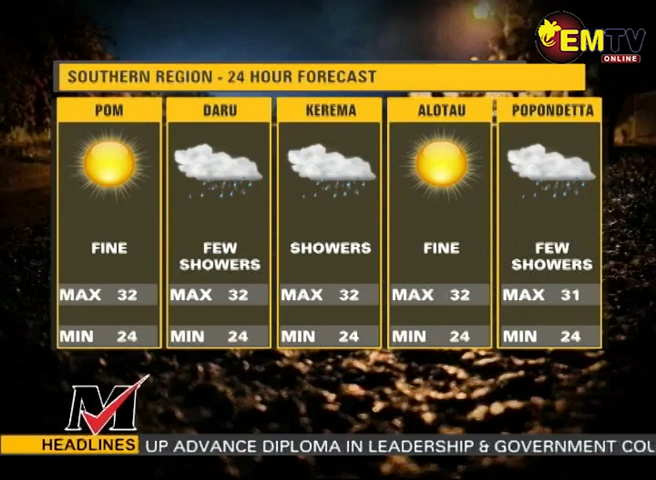 EMTV
ONLINE
SOUTHERN REGION - 24 HOUR FORECAST
POM
DARU
KEREMA
ALOTAU
POPONDETTA
FINE
FEW
SHOWERS
SHOWERS
FINE
FEW
SHOWERS
MAX 32
MAX 32
MAX 32
MAX 32
MAX 31
MIN 24
MIN 24
MIN 24
MIN 24
MIN 24
M
HEADLINES
UP ADVANCE DIPLOMA IN LEADERSHIP & GOVERNMENT COU